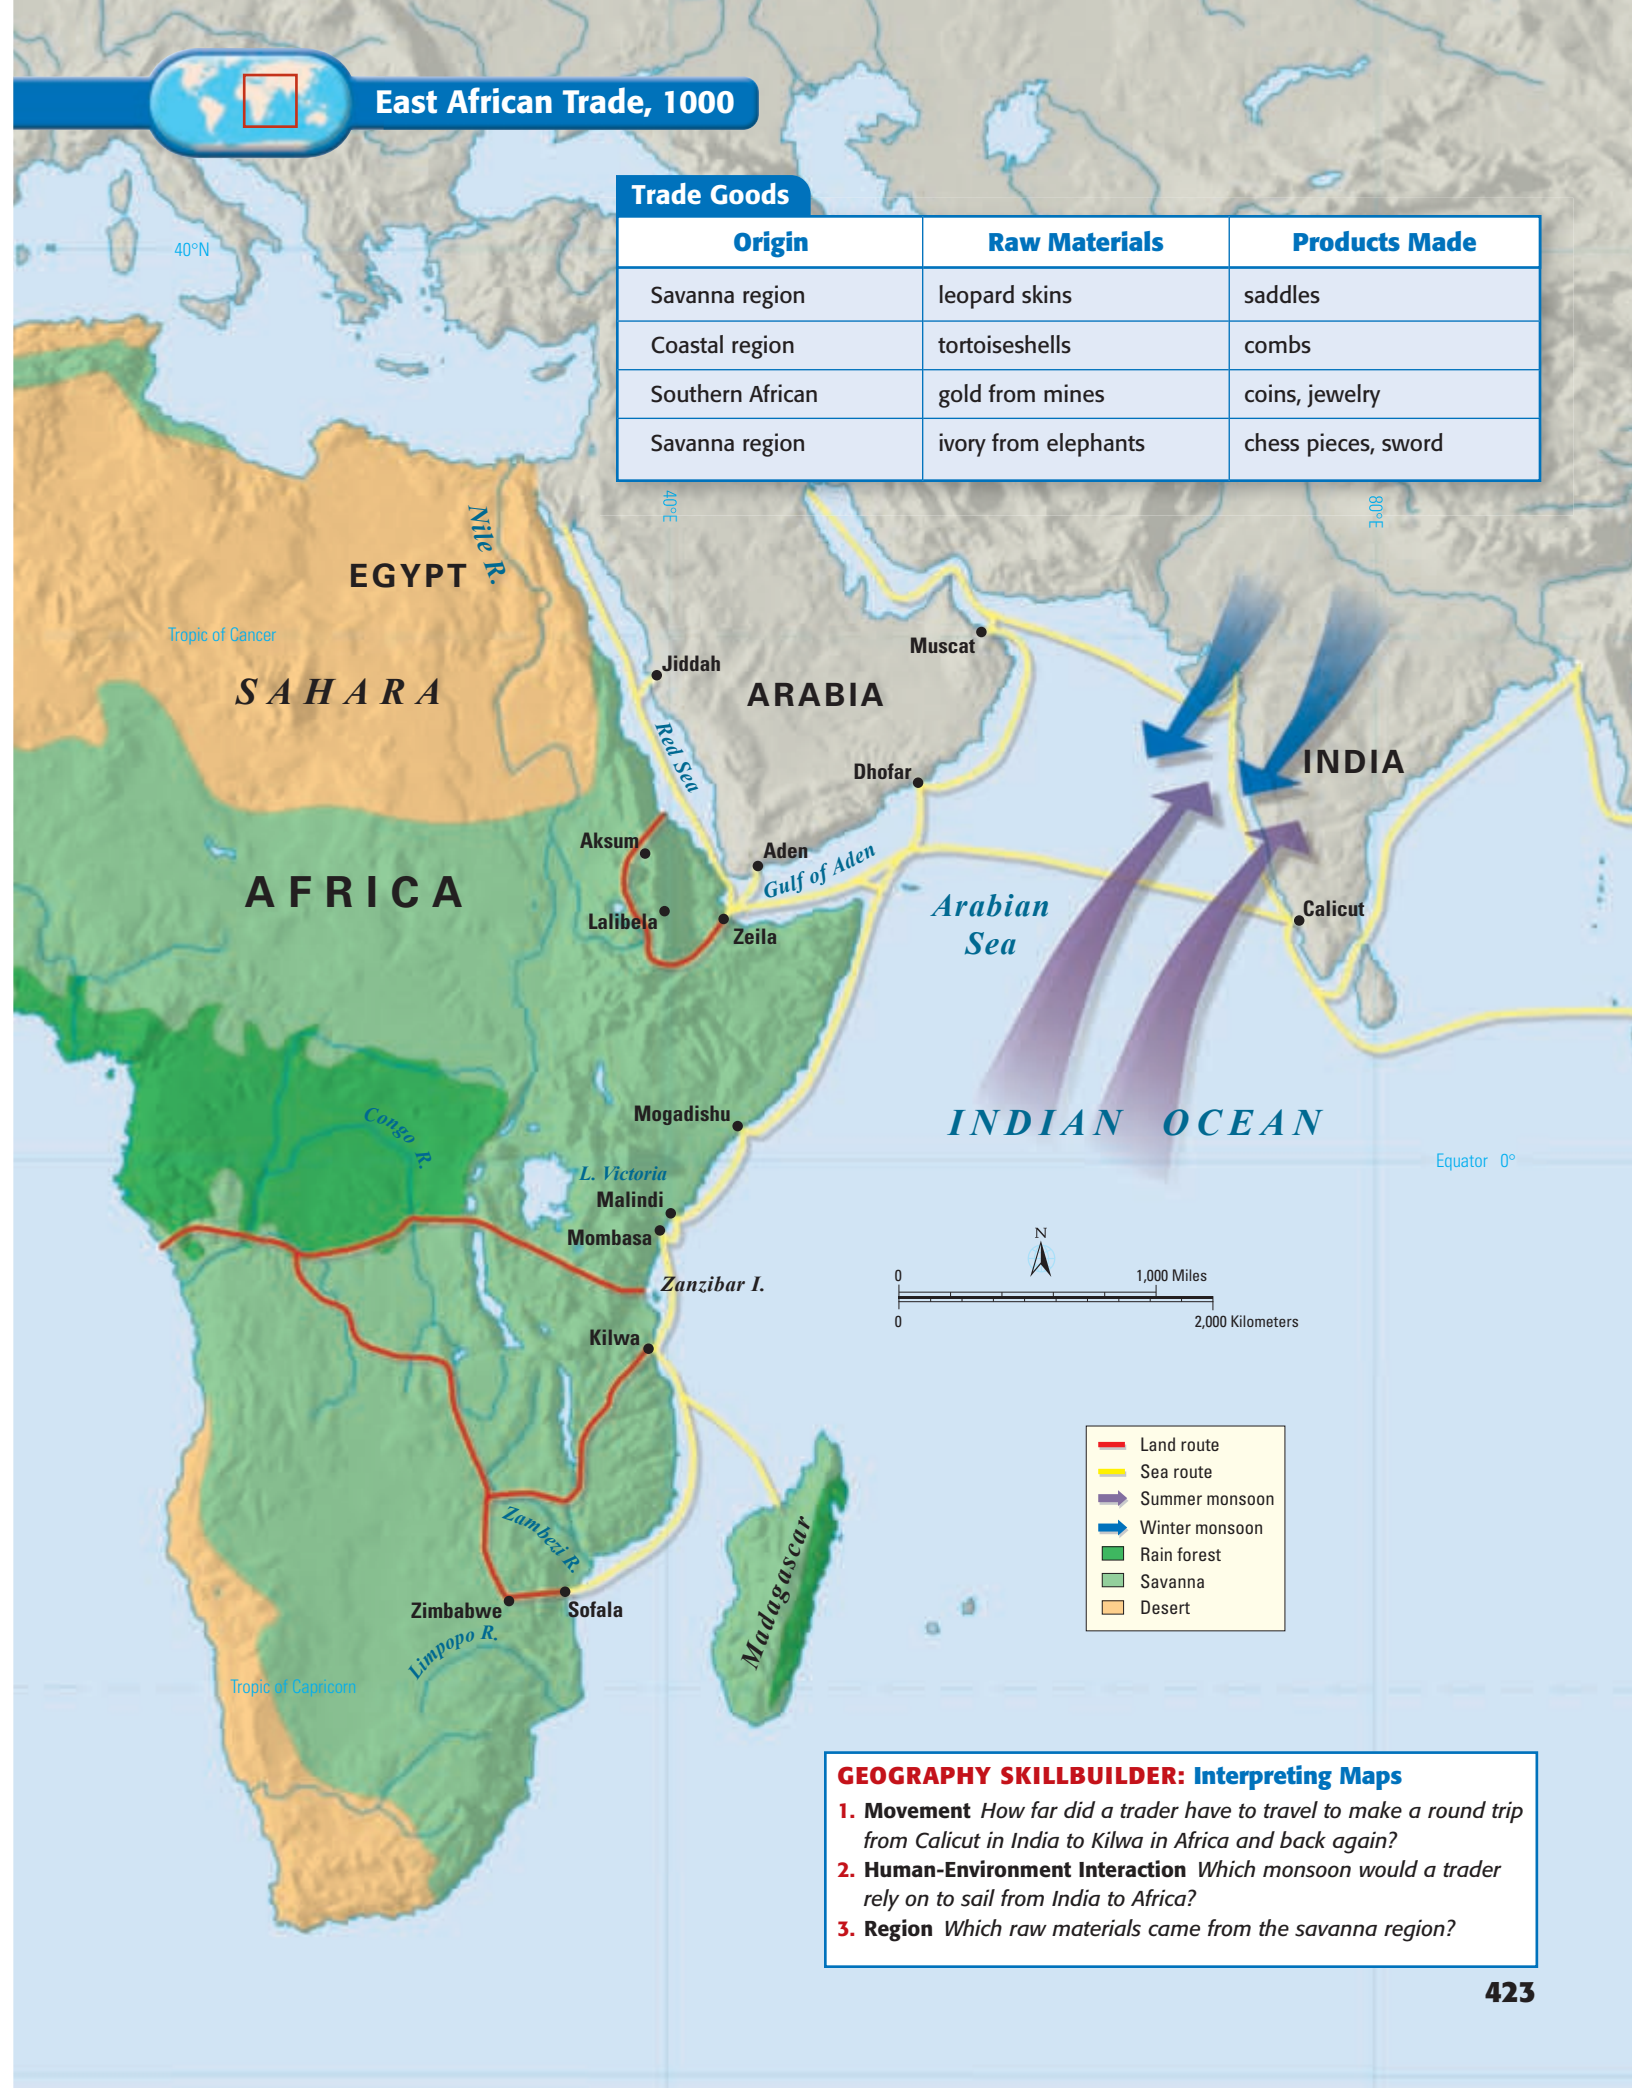 East African Trade, 1000
Trade Goods
Origin Raw Materials Products Made
Savanna region leopard skins saddles
Coastal region tortoiseshells combs
Southern African gold from mines coins, jewelry
Savanna region ivory from elephants chess pieces, sword
40°N
40°E
80°E
Nile R.
EGYPT
Tropic of Cancer
SAHARA
Muscat
Jiddah
ARABIA
Red Sea
INDIA
Dhofar
Aksum
Aden
Gulf of Aden
AFRICA
Arabian
Sea
Lalibela
Zeila
Calicut
Congo R.
Mogadishu
INDIAN OCEAN
Equator 0°
L. Victoria
Malindi
Mombasa
Zanzibar I.
N
0 1,000 Miles
0 2,000 Kilometers
Kilwa
Land route
Sea route
Summer monsoon
Winter monsoon
Rain forest
Savanna
Desert
Zambezi R.
Madagascar
Zimbabwe
Sofala
Limpopo R.
Tropic of Capricorn
GEOGRAPHY SKILLBUILDER: Interpreting Maps
1. Movement How far did a trader have to travel to make a round trip
from Calicut in India to Kilwa in Africa and back again?
2. Human-Environment Interaction Which monsoon would a trader
rely on to sail from India to Africa?
3. Region Which raw materials came from the savanna region?
423